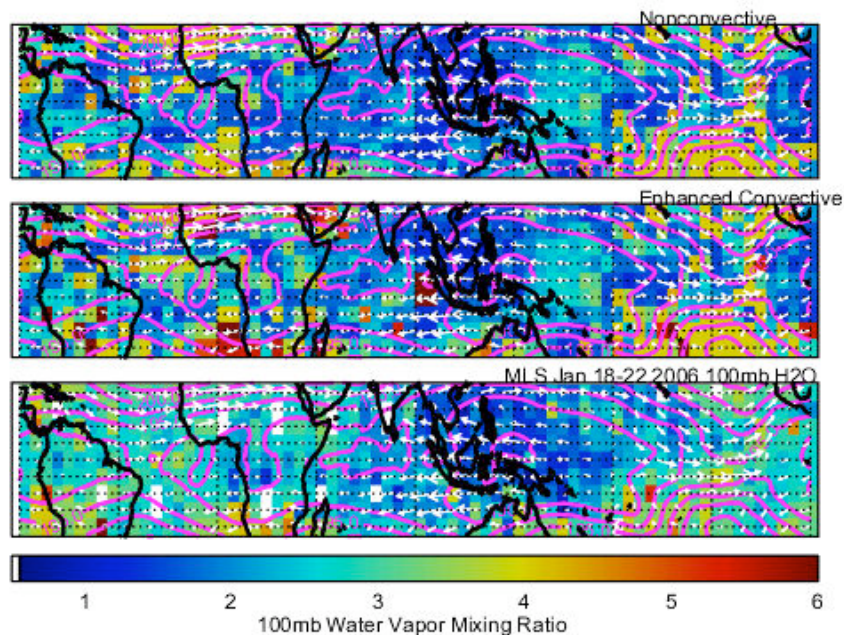 Nonconvective
Enhanced Convective
MLS Jan 18-22 2006 100mb H2O
1 2 3 4 5 6
100mb Water Vapor Mixing Ratio